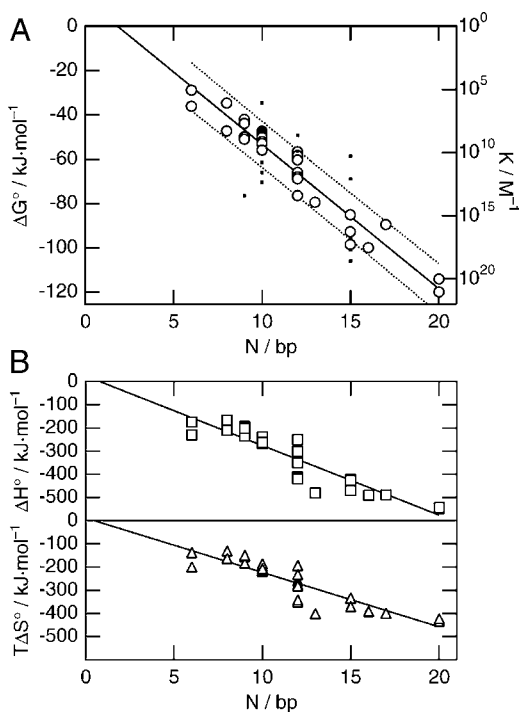 A
0
-20
-40
-60
-80
-100
-120
ΔG° / kJ·mol⁻¹
10⁰
10⁵
10¹⁰
10¹⁵
10²⁰
K / M⁻¹
0 5 10 15 20
N / bp
B
0
-100
-200
-300
-400
-500
ΔH° / kJ·mol⁻¹
0
-100
-200
-300
-400
-500
TΔS° / kJ·mol⁻¹
0 5 10 15 20
N / bp